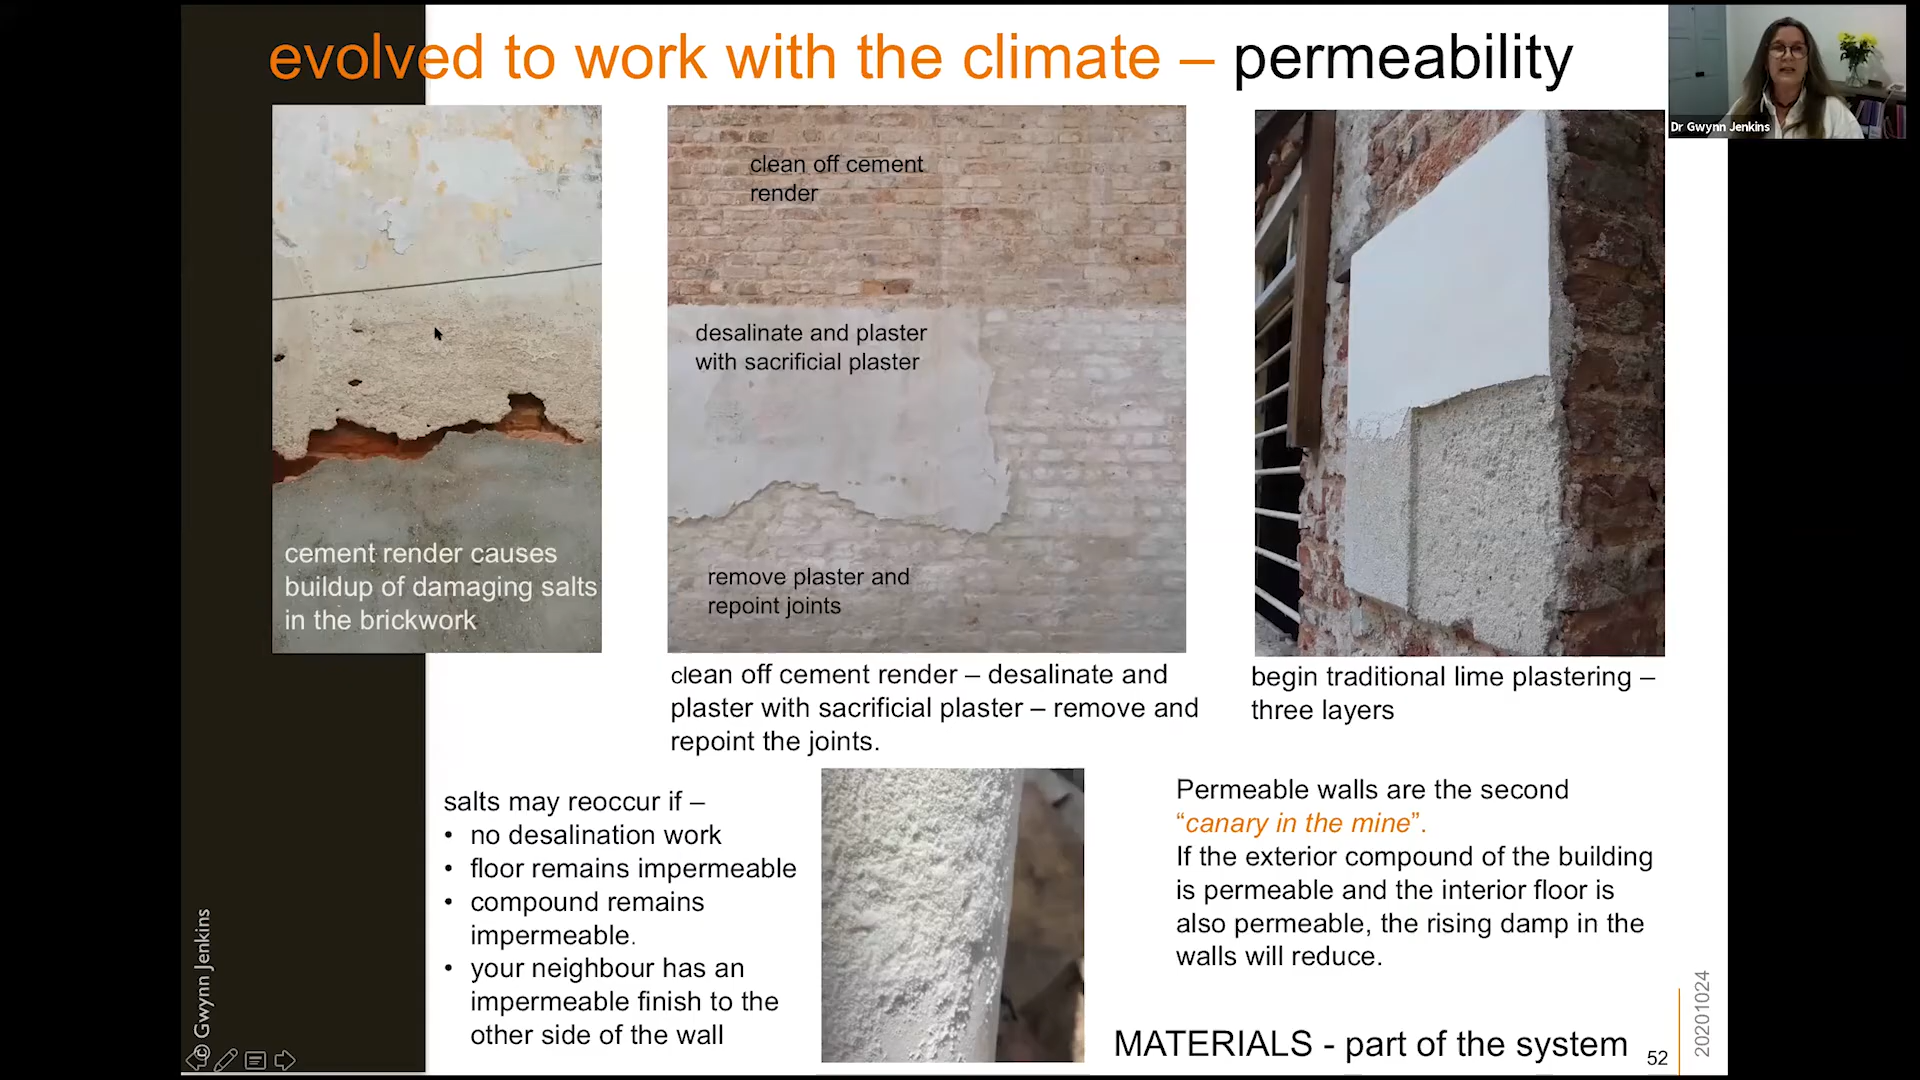 evolved to work with the climate – permeability
Dr Gwynn Jenkins
cement render causes
buildup of damaging salts
in the brickwork
clean off cement
render
desalinate and plaster
with sacrificial plaster
remove plaster and
repoint joints
clean off cement render – desalinate and
plaster with sacrificial plaster – remove and
repoint the joints.
begin traditional lime plastering –
three layers
salts may reoccur if –
• no desalination work
• floor remains impermeable
• compound remains
impermeable.
• your neighbour has an
impermeable finish to the
other side of the wall
Permeable walls are the second
“canary in the mine”.
If the exterior compound of the building
is permeable and the interior floor is
also permeable, the rising damp in the
walls will reduce.
MATERIALS - part of the system
52
20201024
© Gwynn Jenkins